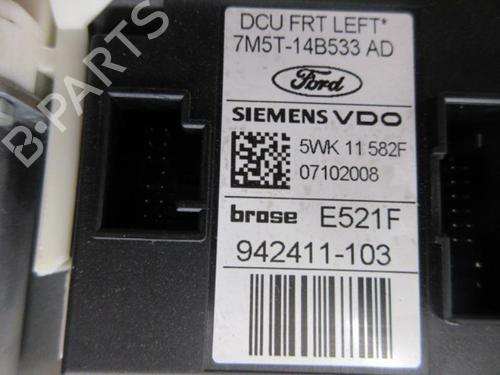 DCU FRT LEFT*
7M5T-14B533 AD
Ford
SIEMENS VDO
5WK 11 582F
07102008
brose E521F
942411-103
B-PARTS